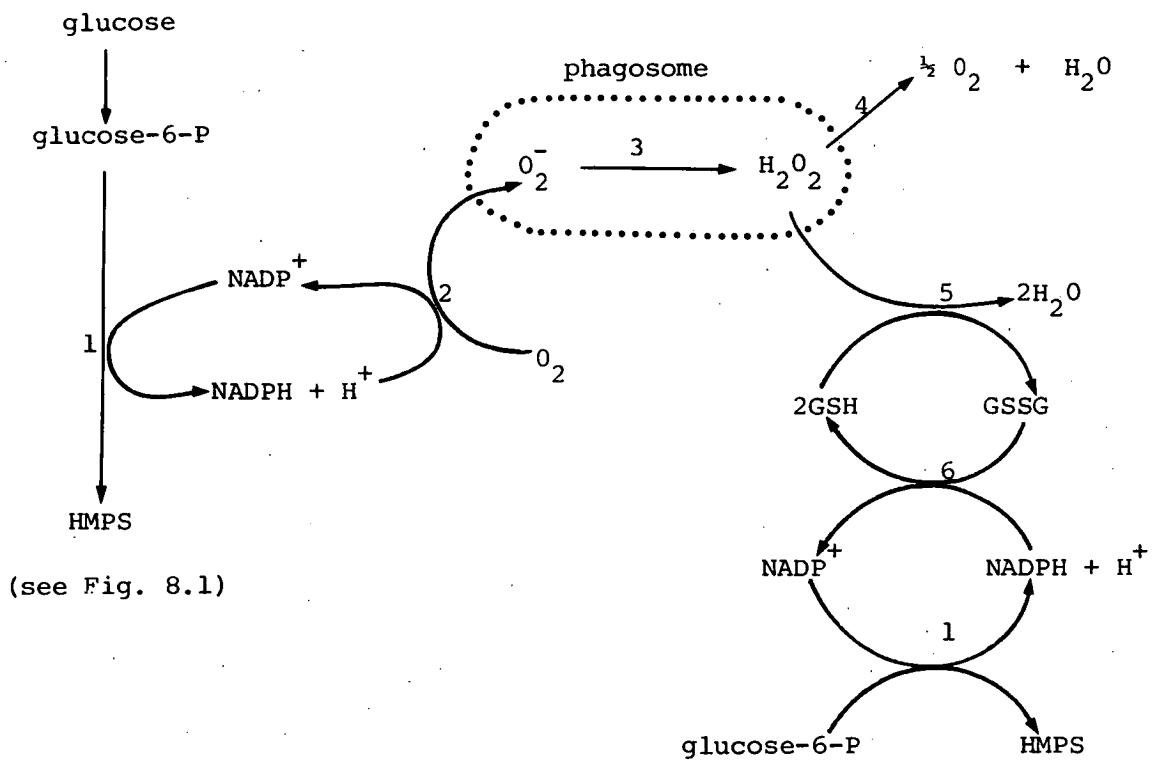 glucose
glucose-6-P
phagosome
½ O₂ + H₂O
4
O₂⁻
3
H₂O₂
NADP⁺
2
O₂
1
NADPH + H⁺
5
2H₂O
2GSH
GSSG
6
HMPS
(see Fig. 8.1)
NADP⁺
NADPH + H⁺
1
glucose-6-P
HMPS